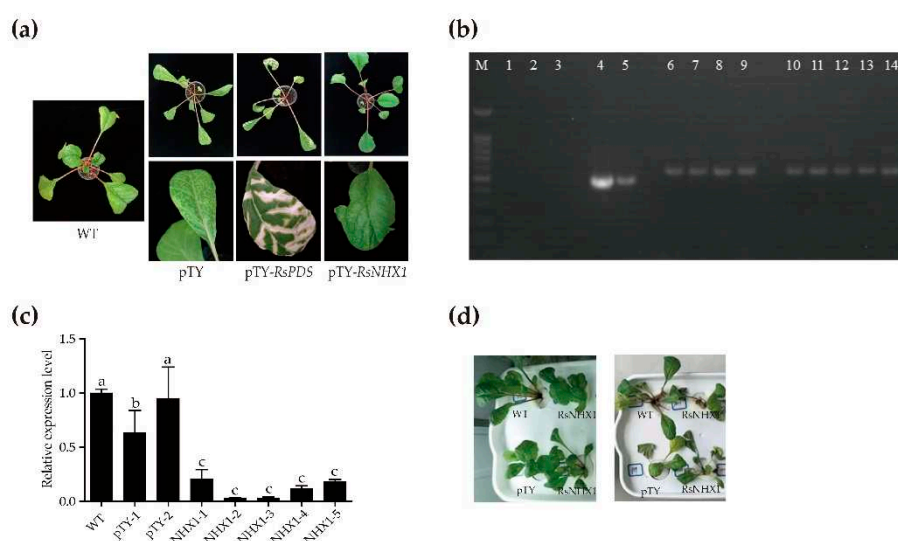 (a)
WT
pTY
pTY-RsPDS
pTY-RsNHX1
(b)
M 1 2 3 4 5 6 7 8 9 10 11 12 13 14
(c)
Relative expression level
1.5
1.0
0.5
0.0
a
b
a
c
c
c
c
c
WT
pTY-1
pTY-2
NHX1-1
NHX1-2
NHX1-3
NHX1-4
NHX1-5
(d)
WT RsNHX1
pTY RsNHX1
WT RsNHX1
pTY RsNHX1